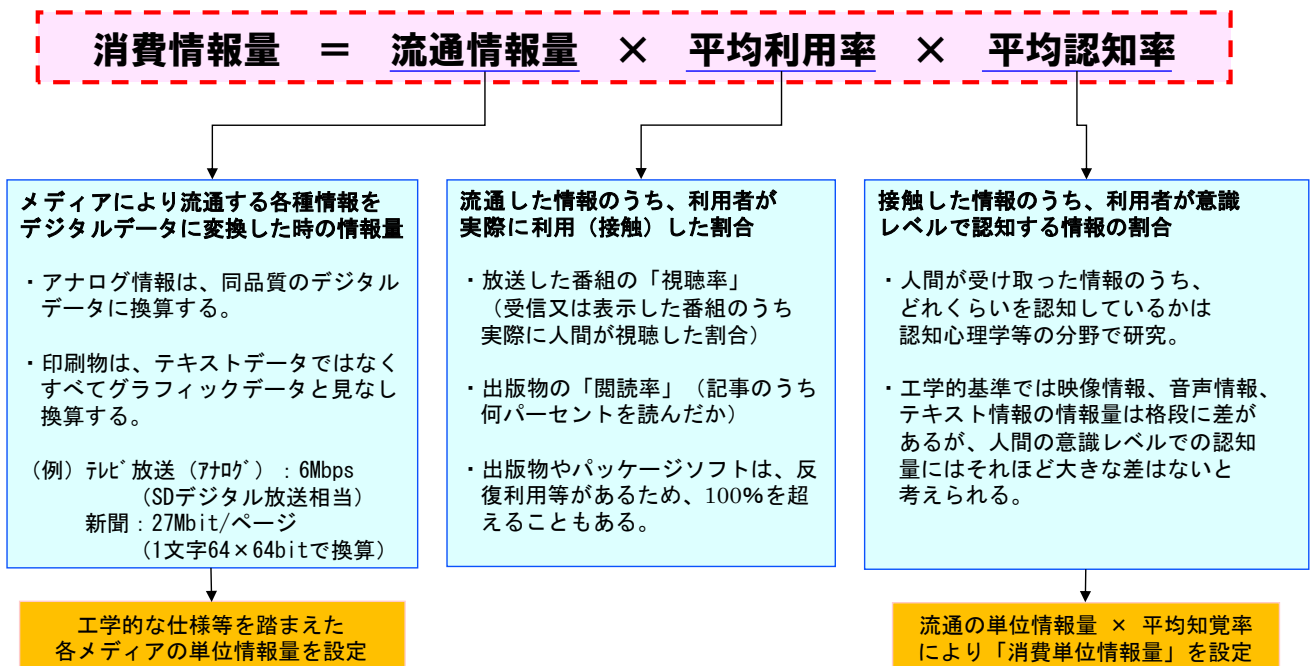 消費情報量 ＝ 流通情報量 × 平均利用率 × 平均認知率
メディアにより流通する各種情報を
デジタルデータに変換した時の情報量
・アナログ情報は、同品質のデジタル
データに換算する。
・印刷物は、テキストデータではなく
すべてグラフィックデータと見なし
換算する。
（例）ﾃﾚﾋﾞ放送（ｱﾅﾛｸﾞ）：6Mbps
（SDデジタル放送相当）
新聞：27Mbit/ページ
（1文字64×64bitで換算）
工学的な仕様等を踏まえた
各メディアの単位情報量を設定
流通した情報のうち、利用者が
実際に利用（接触）した割合
・放送した番組の「視聴率」
（受信又は表示した番組のうち
実際に人間が視聴した割合）
・出版物の「閲読率」（記事のうち
何パーセントを読んだか）
・出版物やパッケージソフトは、反
復利用等があるため、100%を超
えることもある。
接触した情報のうち、利用者が意識
レベルで認知する情報の割合
・人間が受け取った情報のうち、
どれくらいを認知しているかは
認知心理学等の分野で研究。
・工学的基準では映像情報、音声情報、
テキスト情報の情報量は格段に差が
あるが、人間の意識レベルでの認知
量にはそれほど大きな差はないと
考えられる。
流通の単位情報量 × 平均知覚率
により「消費単位情報量」を設定